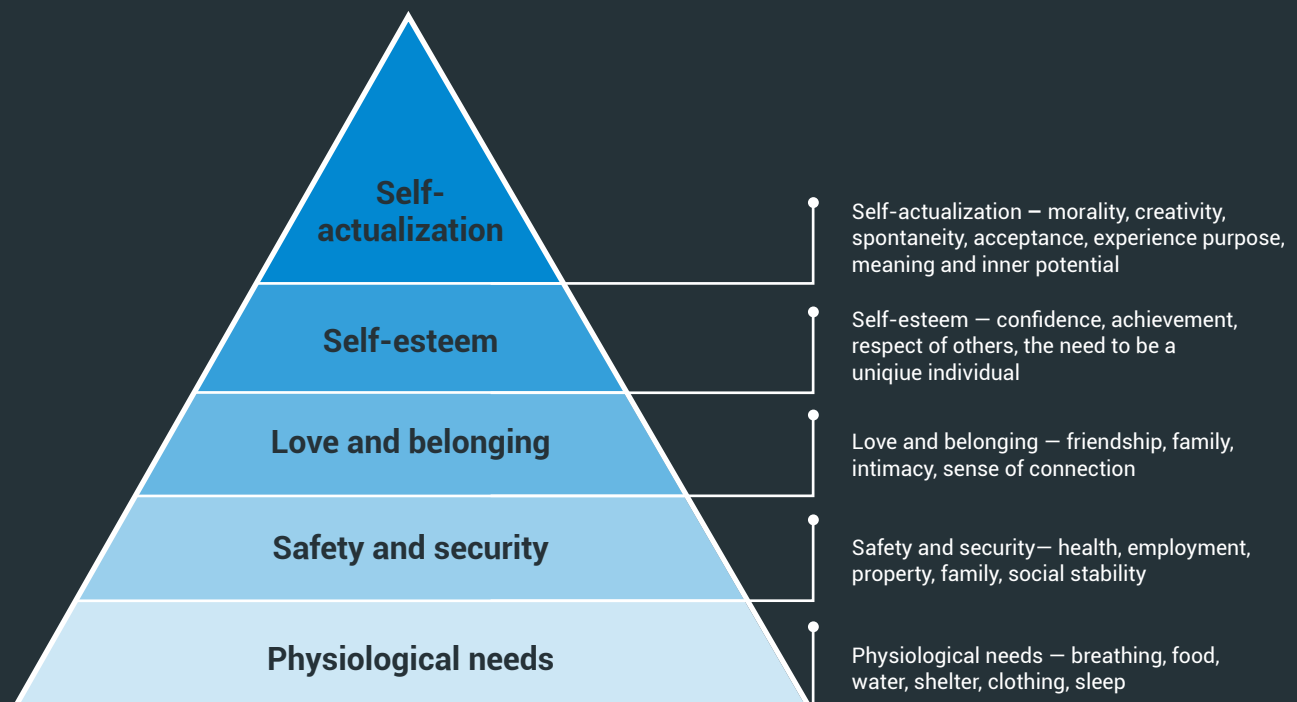 Self-
actualization
Self-actualization – morality, creativity,
spontaneity, acceptance, experience purpose,
meaning and inner potential
Self-esteem
Self-esteem — confidence, achievement,
respect of others, the need to be a
uniqiue individual
Love and belonging
Love and belonging — friendship, family,
intimacy, sense of connection
Safety and security
Safety and security— health, employment,
property, family, social stability
Physiological needs
Physiological needs — breathing, food,
water, shelter, clothing, sleep